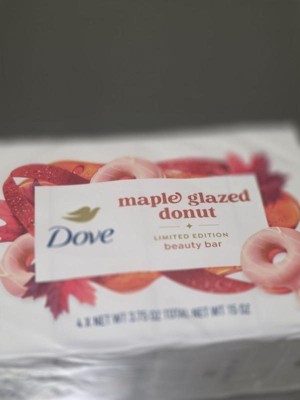 maple glazed
donut
LIMITED EDITION
beauty bar
Dove
4 X NET WT 3.75 OZ TOTAL NET WT 15 OZ